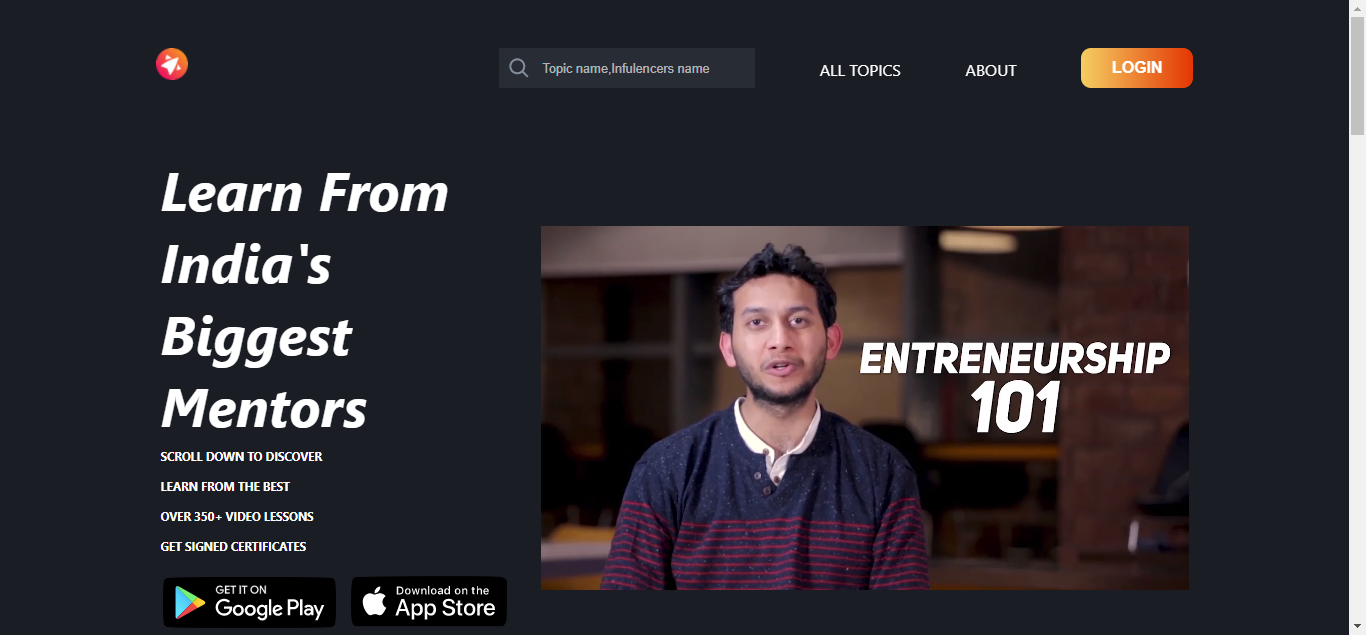 Topic name,Infulencers name
ALL TOPICS
ABOUT
LOGIN
Learn From
India's
Biggest
Mentors
SCROLL DOWN TO DISCOVER
LEARN FROM THE BEST
OVER 350+ VIDEO LESSONS
GET SIGNED CERTIFICATES
GET IT ON
Google Play
Download on the
App Store
ENTRENEURSHIP
101